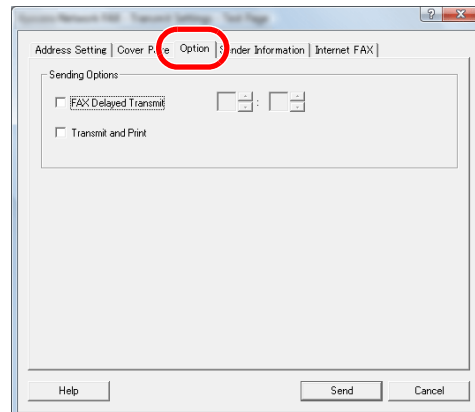 Address Setting Cover Option Sender Information Internet FAX
Sending Options
FAX Delayed Transmit :
Transmit and Print
Help Send Cancel